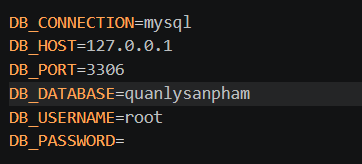 DB_CONNECTION=mysql
DB_HOST=127.0.0.1
DB_PORT=3306
DB_DATABASE=quanlysanpham
DB_USERNAME=root
DB_PASSWORD=